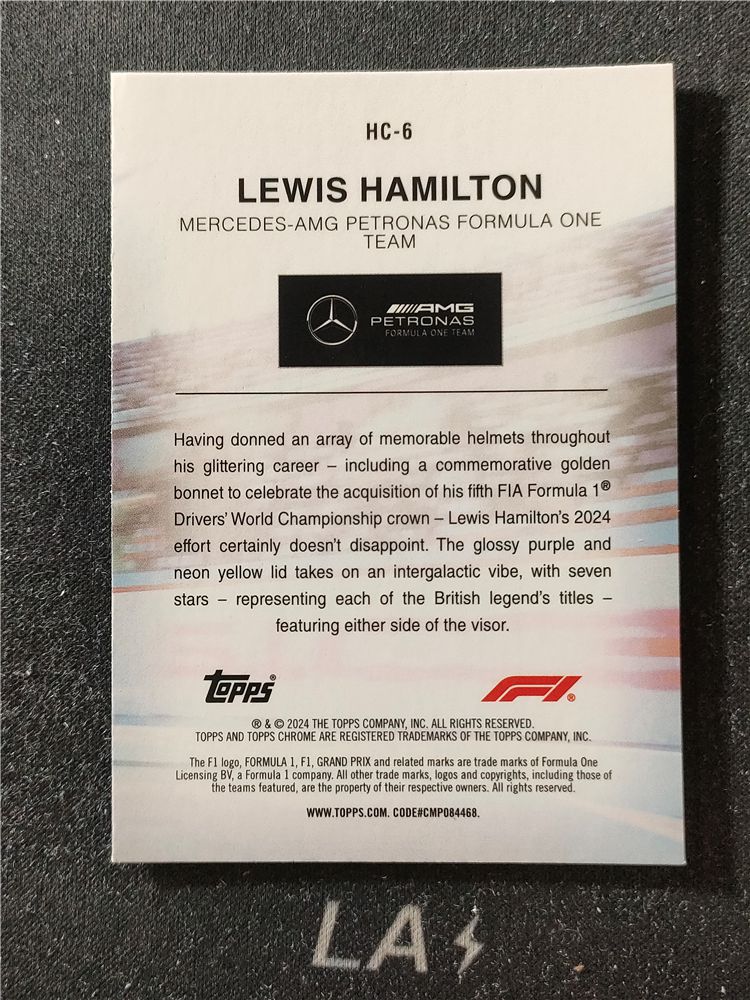 HC-6
LEWIS HAMILTON
MERCEDES-AMG PETRONAS FORMULA ONE
TEAM
AMG
PETRONAS
FORMULA ONE TEAM
Having donned an array of memorable helmets throughout
his glittering career – including a commemorative golden
bonnet to celebrate the acquisition of his fifth FIA Formula 1®
Drivers' World Championship crown – Lewis Hamilton's 2024
effort certainly doesn't disappoint. The glossy purple and
neon yellow lid takes on an intergalactic vibe, with seven
stars – representing each of the British legend's titles –
featuring either side of the visor.
Topps®
F1®
® & © 2024 THE TOPPS COMPANY, INC. ALL RIGHTS RESERVED.
TOPPS AND TOPPS CHROME ARE REGISTERED TRADEMARKS OF THE TOPPS COMPANY, INC.
The F1 logo, FORMULA 1, F1, GRAND PRIX and related marks are trade marks of Formula One
Licensing BV, a Formula 1 company. All other trade marks, logos and copyrights, including those of
the teams featured, are the property of their respective owners. All rights reserved.
WWW.TOPPS.COM. CODE#CMP084468.
LA